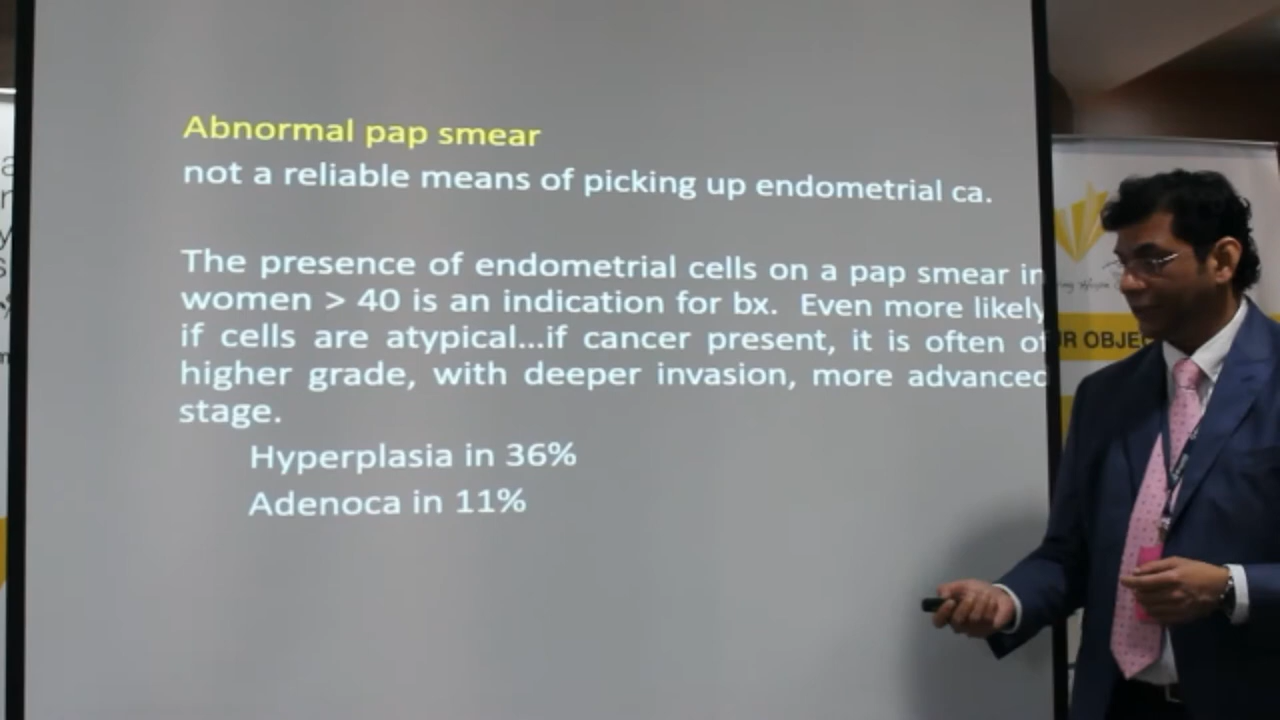 Abnormal pap smear
not a reliable means of picking up endometrial ca.
The presence of endometrial cells on a pap smear in
women > 40 is an indication for bx. Even more likely
if cells are atypical...if cancer present, it is often of
higher grade, with deeper invasion, more advanced
stage.
Hyperplasia in 36%
Adenoca in 11%
UR OBJEC